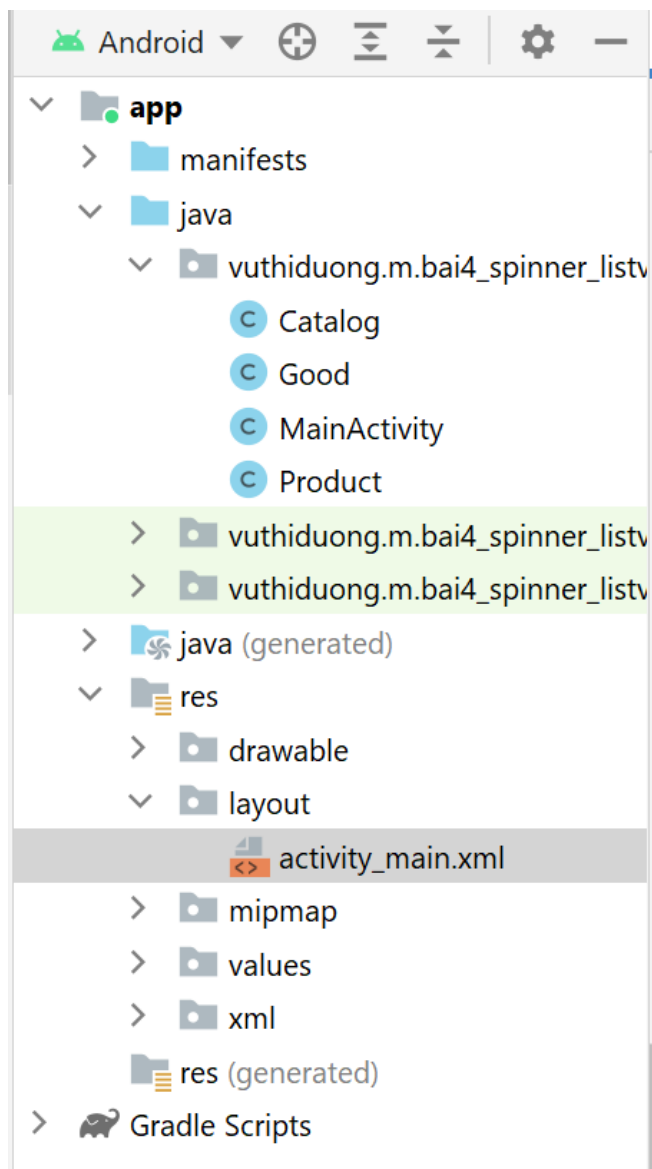 Android
app
manifests
java
vuthiduong.m.bai4_spinner_listv
C Catalog
C Good
C MainActivity
C Product
vuthiduong.m.bai4_spinner_listv
vuthiduong.m.bai4_spinner_listv
java (generated)
res
drawable
layout
<> activity_main.xml
mipmap
values
xml
res (generated)
Gradle Scripts